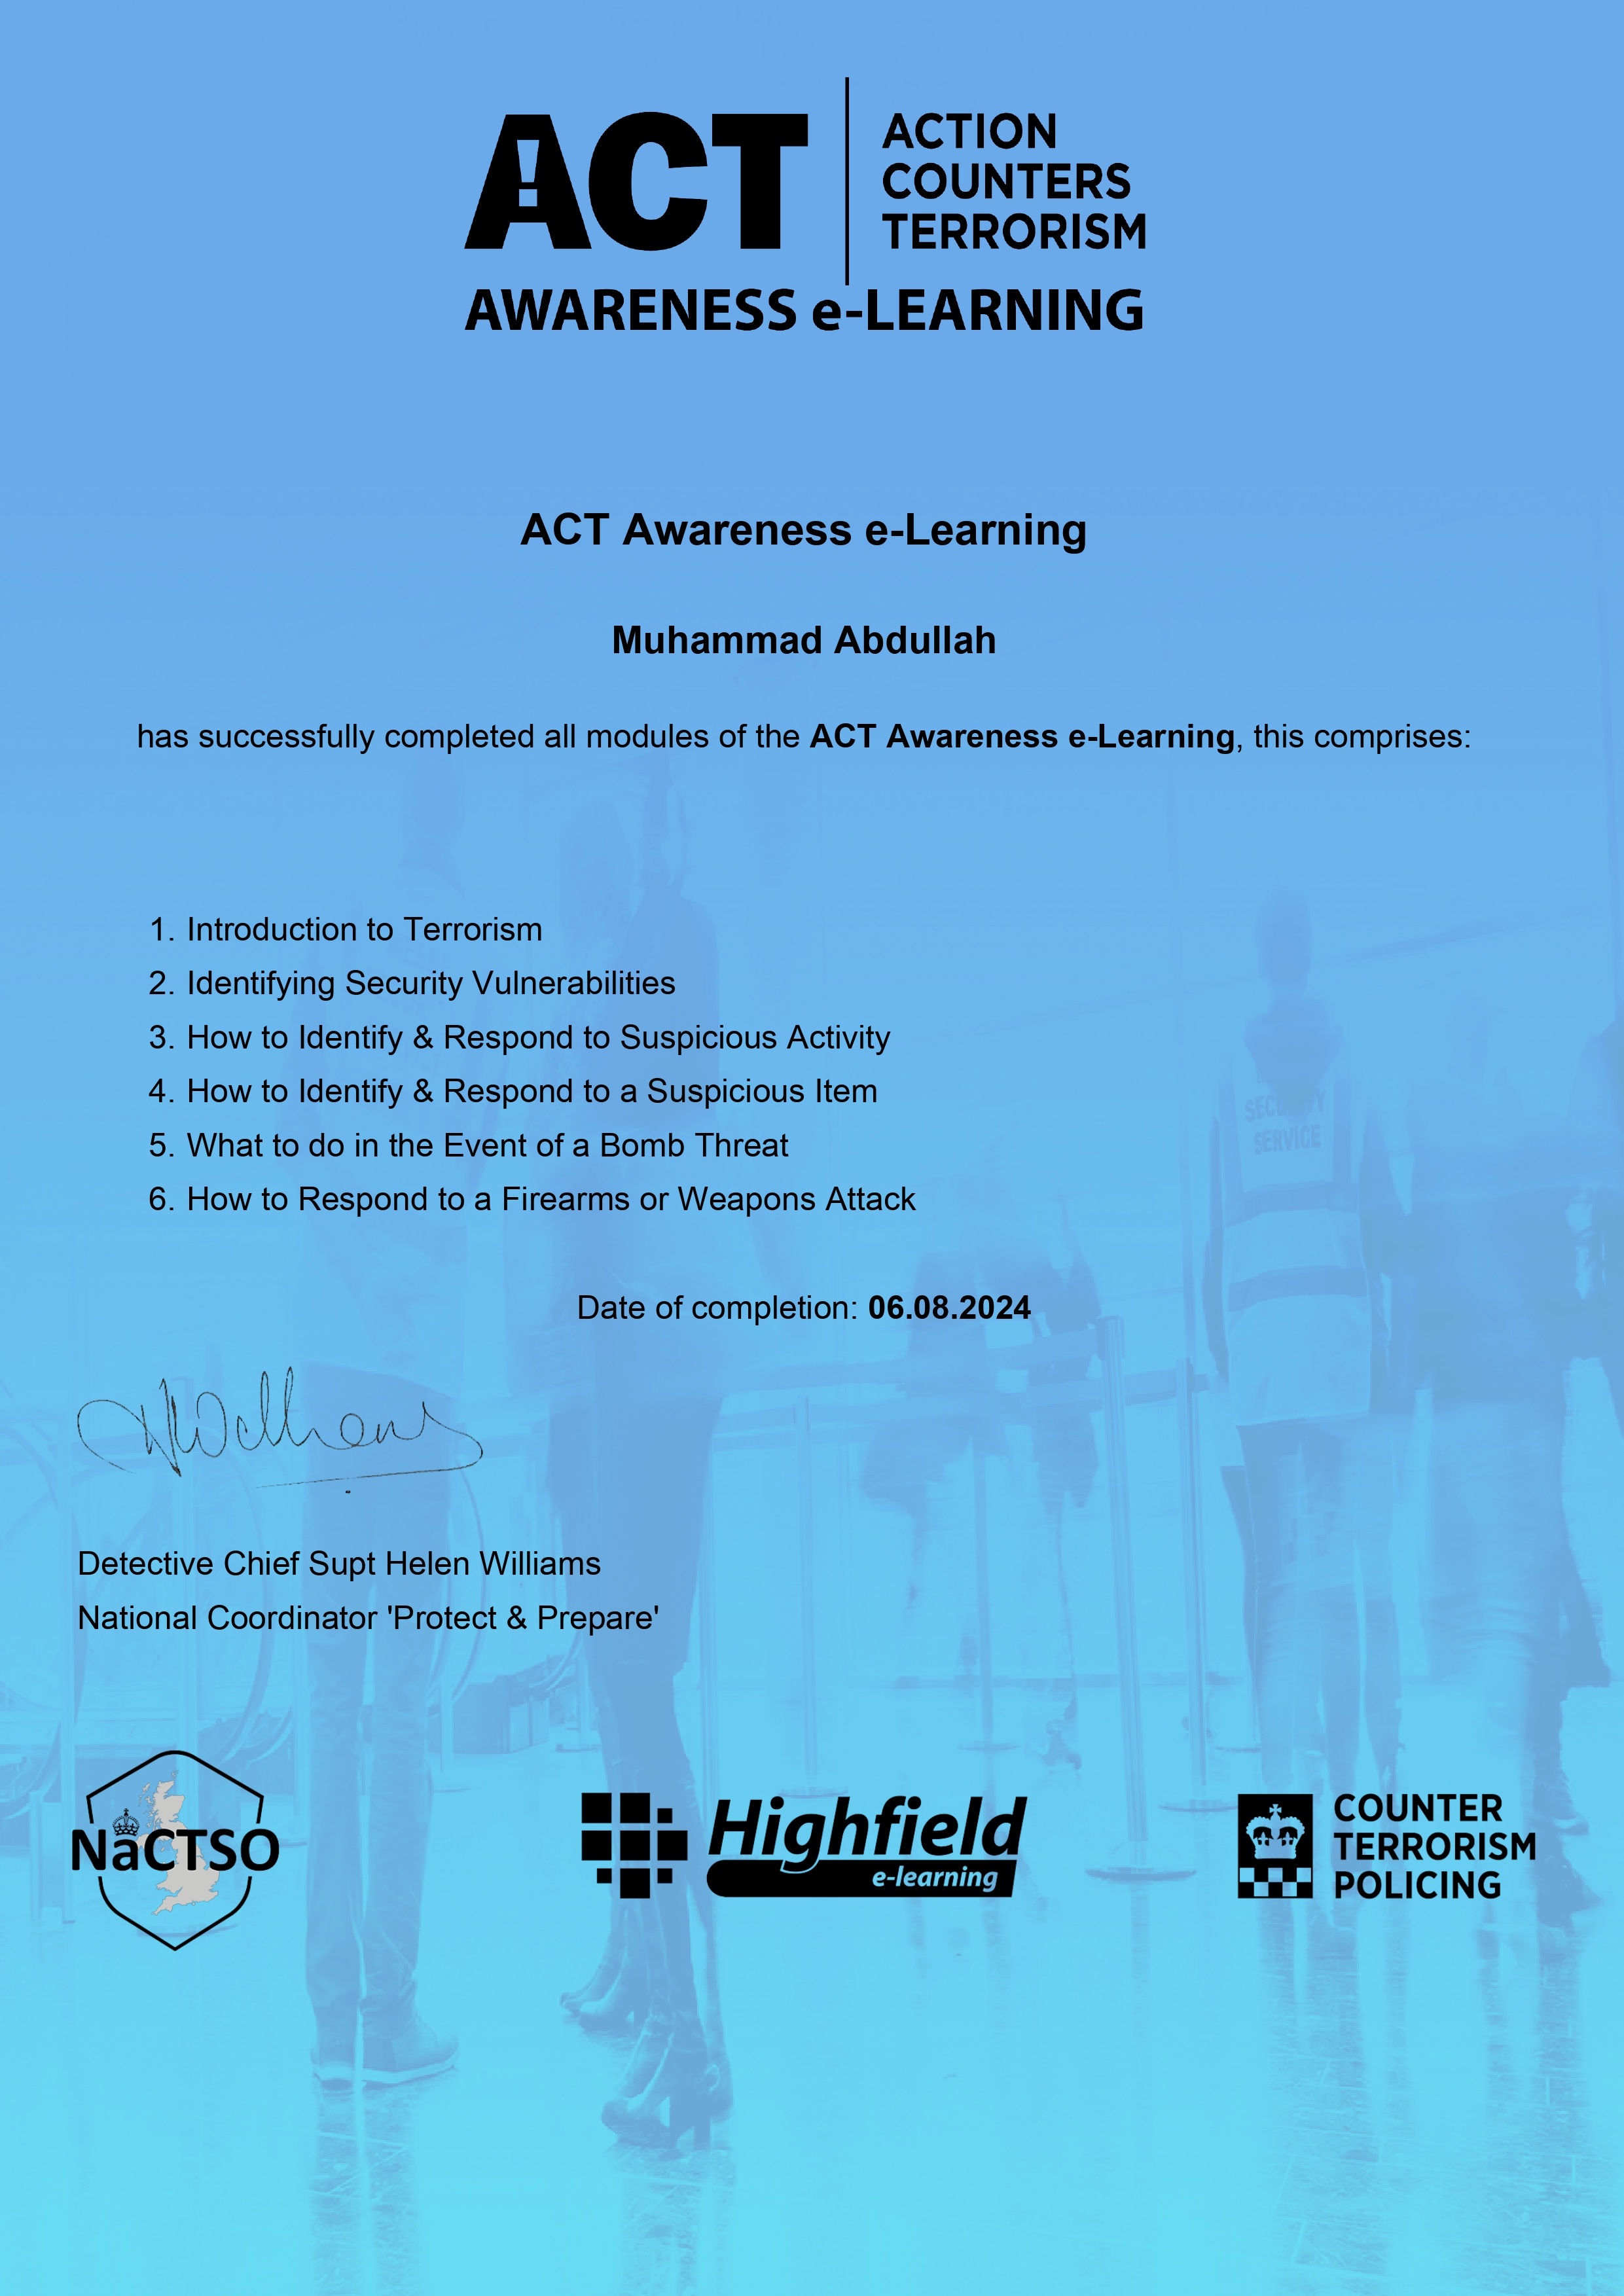 ACT
ACTION
COUNTERS
TERRORISM
AWARENESS e-LEARNING
ACT Awareness e-Learning
Muhammad Abdullah
has successfully completed all modules of the ACT Awareness e-Learning, this comprises:
1. Introduction to Terrorism
2. Identifying Security Vulnerabilities
3. How to Identify & Respond to Suspicious Activity
4. How to Identify & Respond to a Suspicious Item
5. What to do in the Event of a Bomb Threat
6. How to Respond to a Firearms or Weapons Attack
SECURITY
SERVICE
Date of completion: 06.08.2024
HWilliams
Detective Chief Supt Helen Williams
National Coordinator 'Protect & Prepare'
NaCTSO
Highfield
e-learning
COUNTER
TERRORISM
POLICING